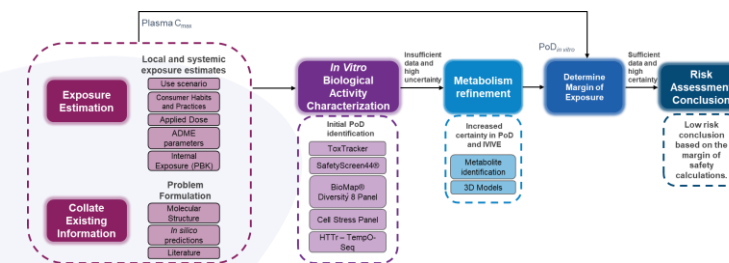 Plasma Cmax
Local and systemic
exposure estimates
Exposure
Estimation
Use scenario
Consumer Habits
and Practices
Applied Dose
ADME
parameters
Internal
Exposure (PBK)
Collate
Existing
Information
Problem
Formulation
Molecular
Structure
In silico
predictions
Literature
In Vitro
Biological
Activity
Characterization
Initial PoD
identification
ToxTracker
SafetyScreen44®
BioMap®
Diversity 8 Panel
Cell Stress Panel
HTTr – TempO-
Seq
Insufficient
data and
high
uncertainty
Metabolism
refinement
Increased
certainty in PoD
and IVIVE
Metabolite
identification
3D Models
PoDin vitro
Determine
Margin of
Exposure
Sufficient
data and
high
certainty
Risk
Assessment
Conclusion
Low risk
conclusion
based on the
margin of
safety
calculations.